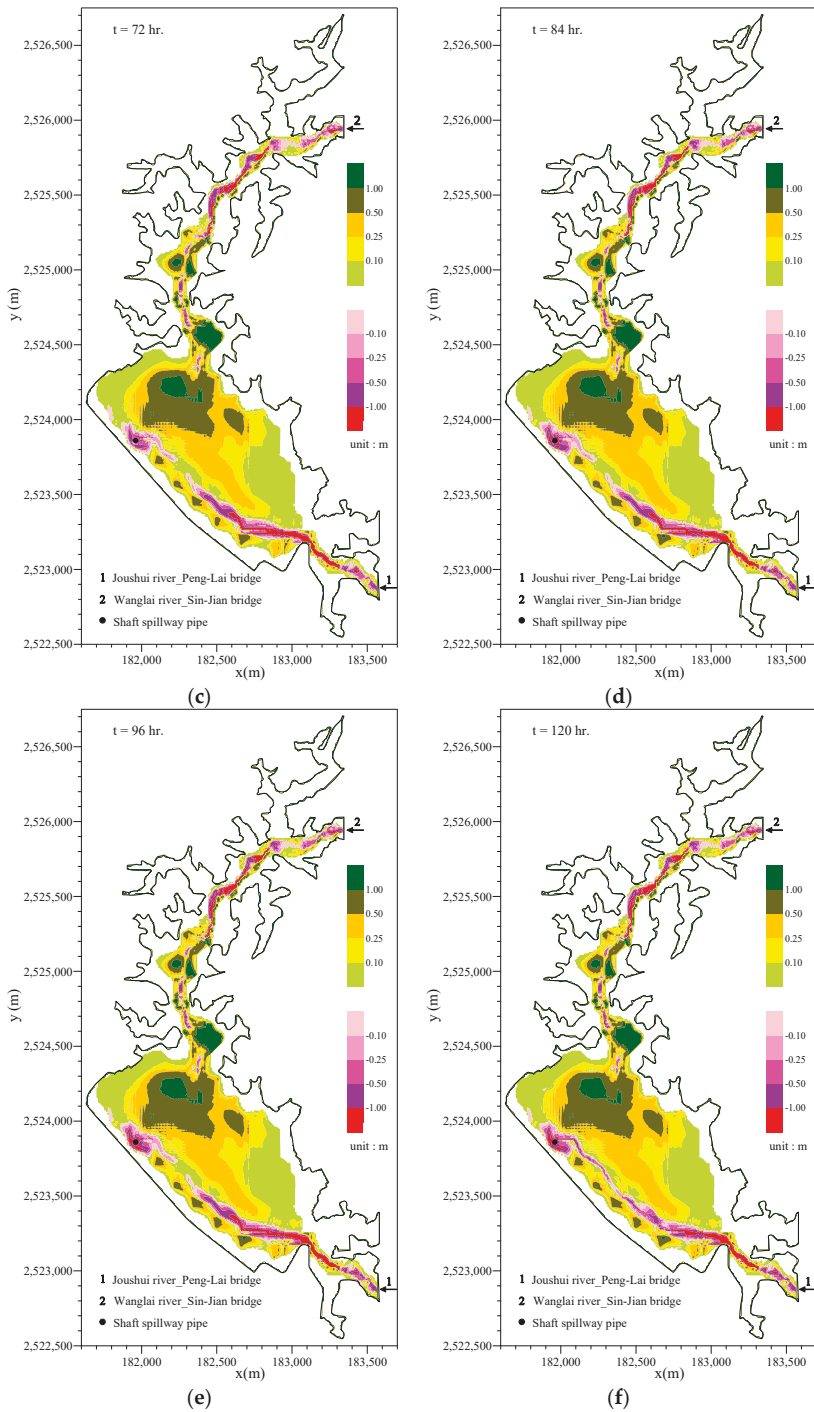 t = 72 hr.
2,526,500
2,526,000
2,525,500
2,525,000
2,524,500
2,524,000
2,523,500
2,523,000
2,522,500
y (m)
2
1.00
0.50
0.25
0.10
-0.10
-0.25
-0.50
-1.00
unit : m
1 Joushui river_Peng-Lai bridge
2 Wanglai river_Sin-Jian bridge
● Shaft spillway pipe
1
182,000 182,500 183,000 183,500
x(m)
(c)
t = 84 hr.
2,526,500
2,526,000
2,525,500
2,525,000
2,524,500
2,524,000
2,523,500
2,523,000
2,522,500
y (m)
2
1.00
0.50
0.25
0.10
-0.10
-0.25
-0.50
-1.00
unit : m
1 Joushui river_Peng-Lai bridge
2 Wanglai river_Sin-Jian bridge
● Shaft spillway pipe
1
182,000 182,500 183,000 183,500
x(m)
(d)
t = 96 hr.
2,526,500
2,526,000
2,525,500
2,525,000
2,524,500
2,524,000
2,523,500
2,523,000
2,522,500
y (m)
2
1.00
0.50
0.25
0.10
-0.10
-0.25
-0.50
-1.00
unit : m
1 Joushui river_Peng-Lai bridge
2 Wanglai river_Sin-Jian bridge
● Shaft spillway pipe
1
182,000 182,500 183,000 183,500
x(m)
(e)
t = 120 hr.
2,526,500
2,526,000
2,525,500
2,525,000
2,524,500
2,524,000
2,523,500
2,523,000
2,522,500
y (m)
2
1.00
0.50
0.25
0.10
-0.10
-0.25
-0.50
-1.00
unit : m
1 Joushui river_Peng-Lai bridge
2 Wanglai river_Sin-Jian bridge
● Shaft spillway pipe
1
182,000 182,500 183,000 183,500
x(m)
(f)